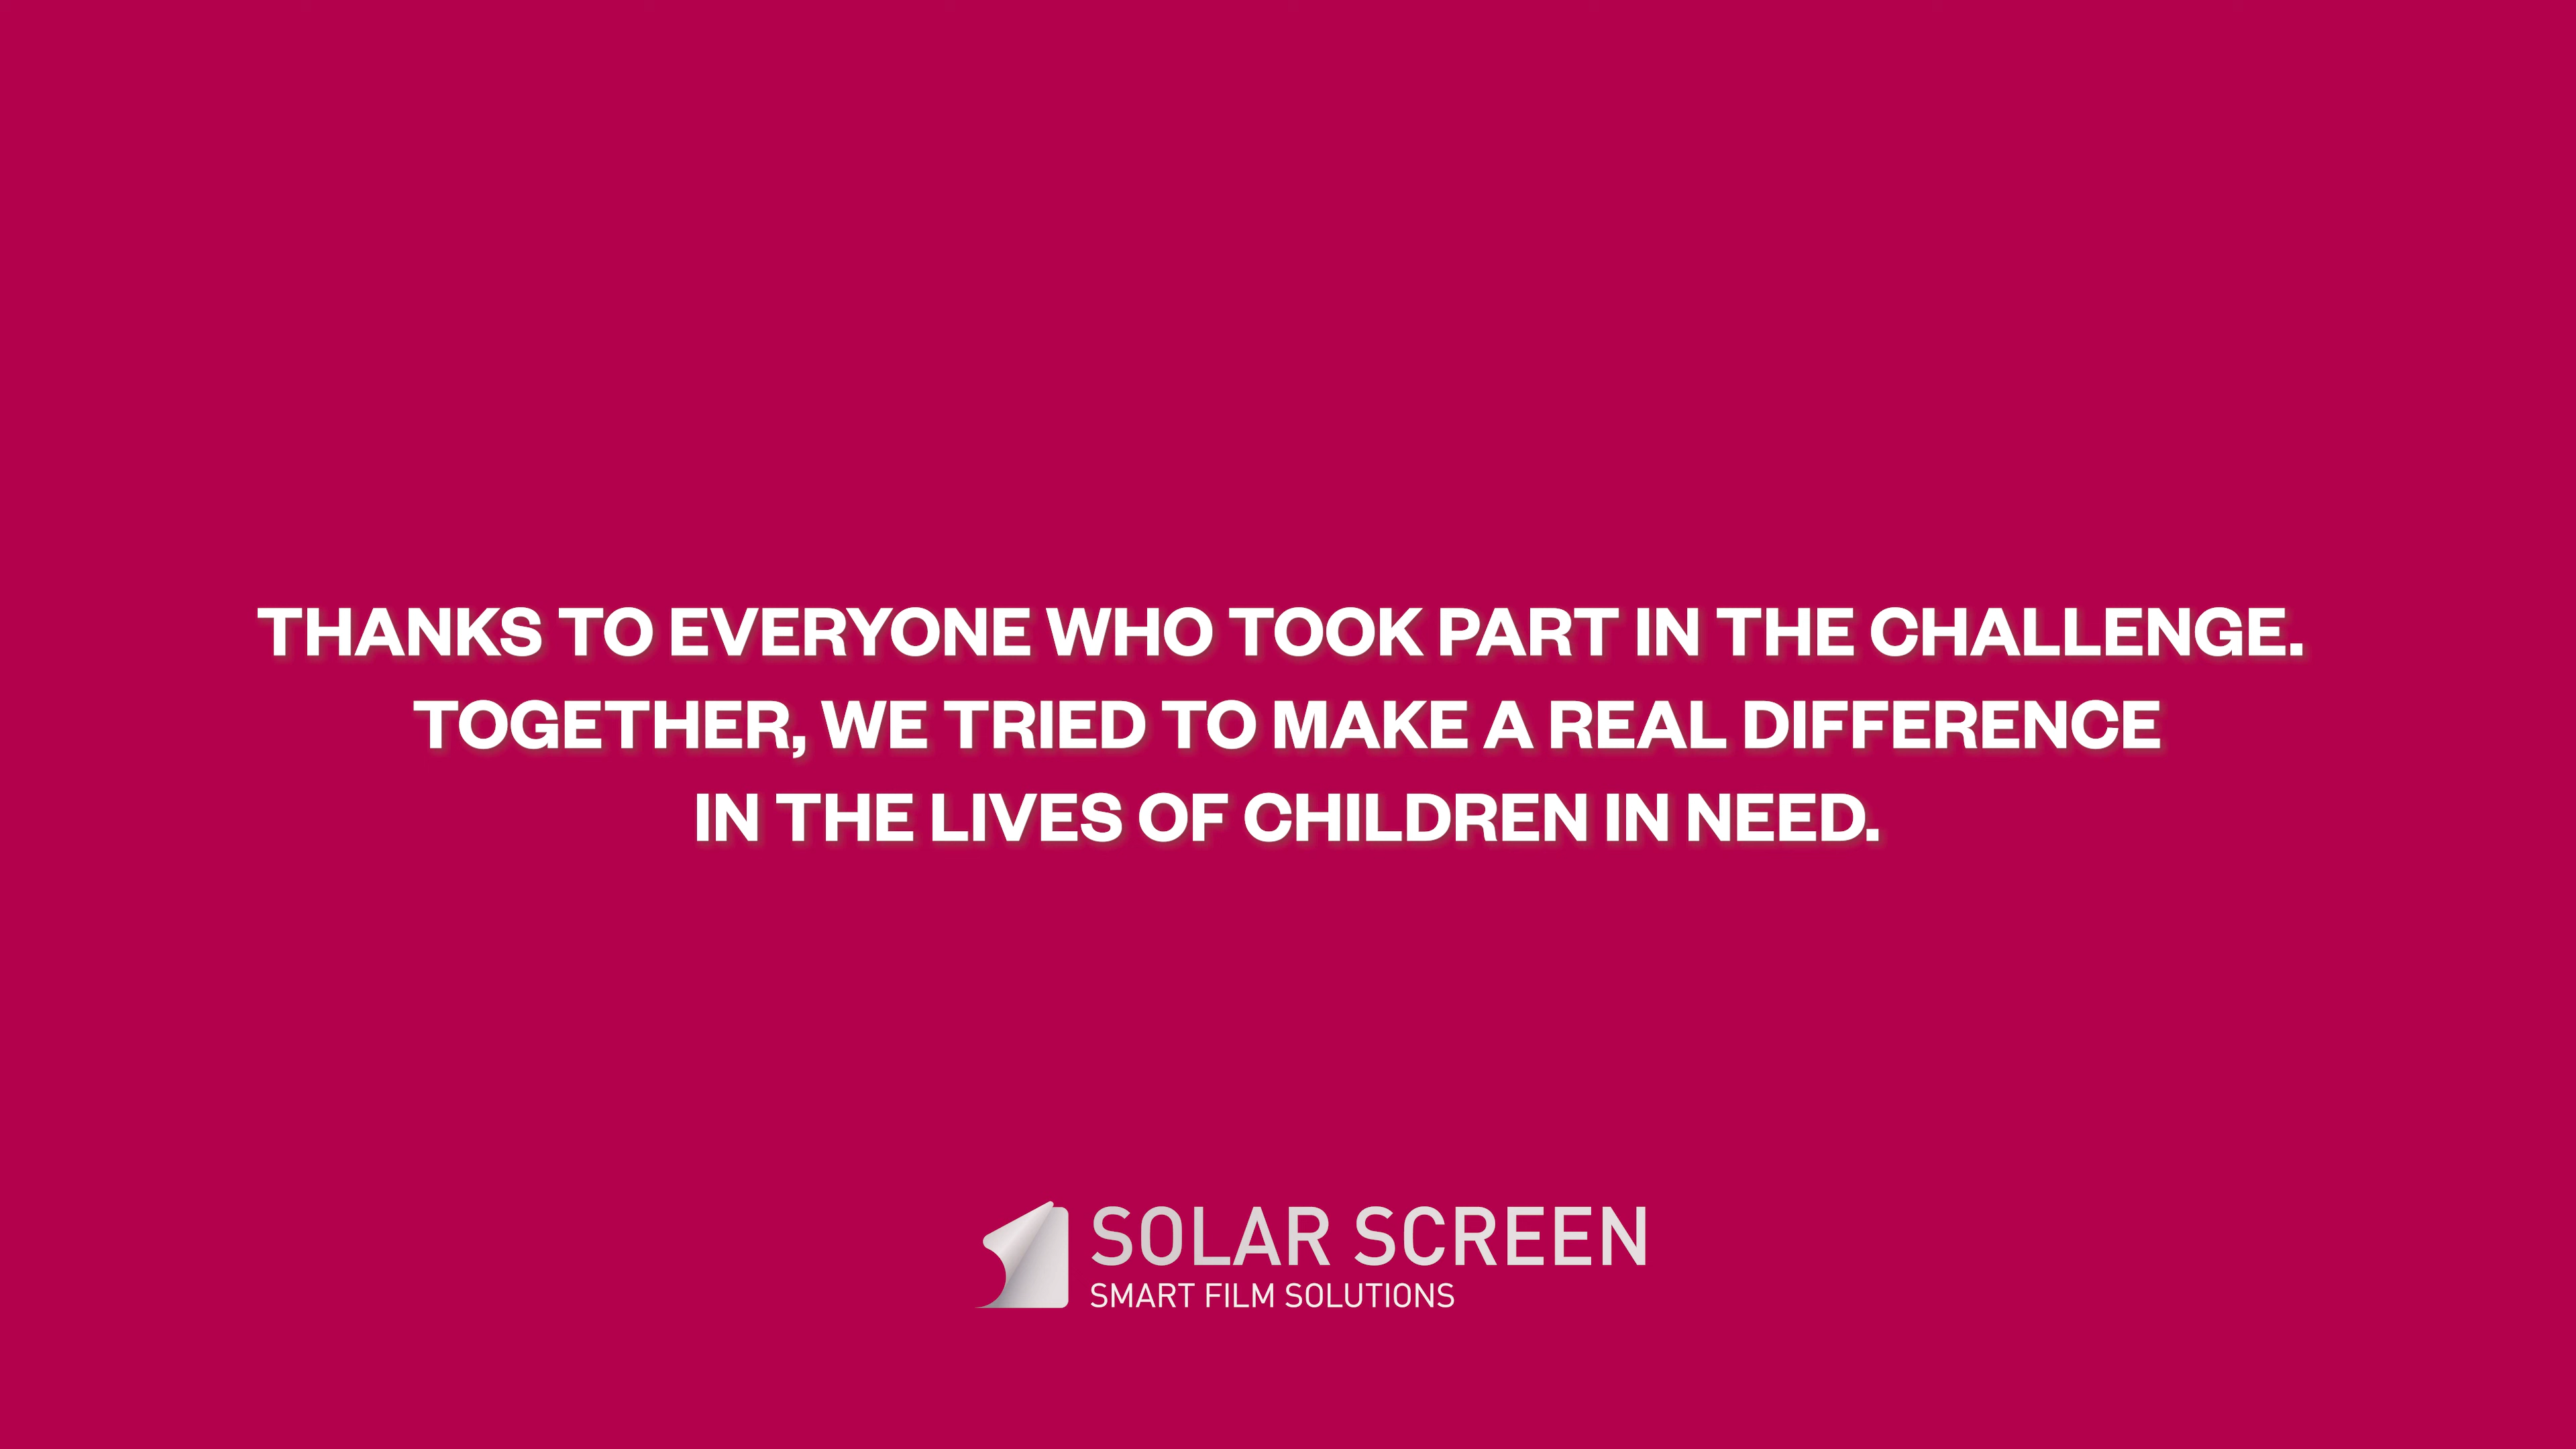 THANKS TO EVERYONE WHO TOOK PART IN THE CHALLENGE.
TOGETHER, WE TRIED TO MAKE A REAL DIFFERENCE
IN THE LIVES OF CHILDREN IN NEED.
SOLAR SCREEN
SMART FILM SOLUTIONS